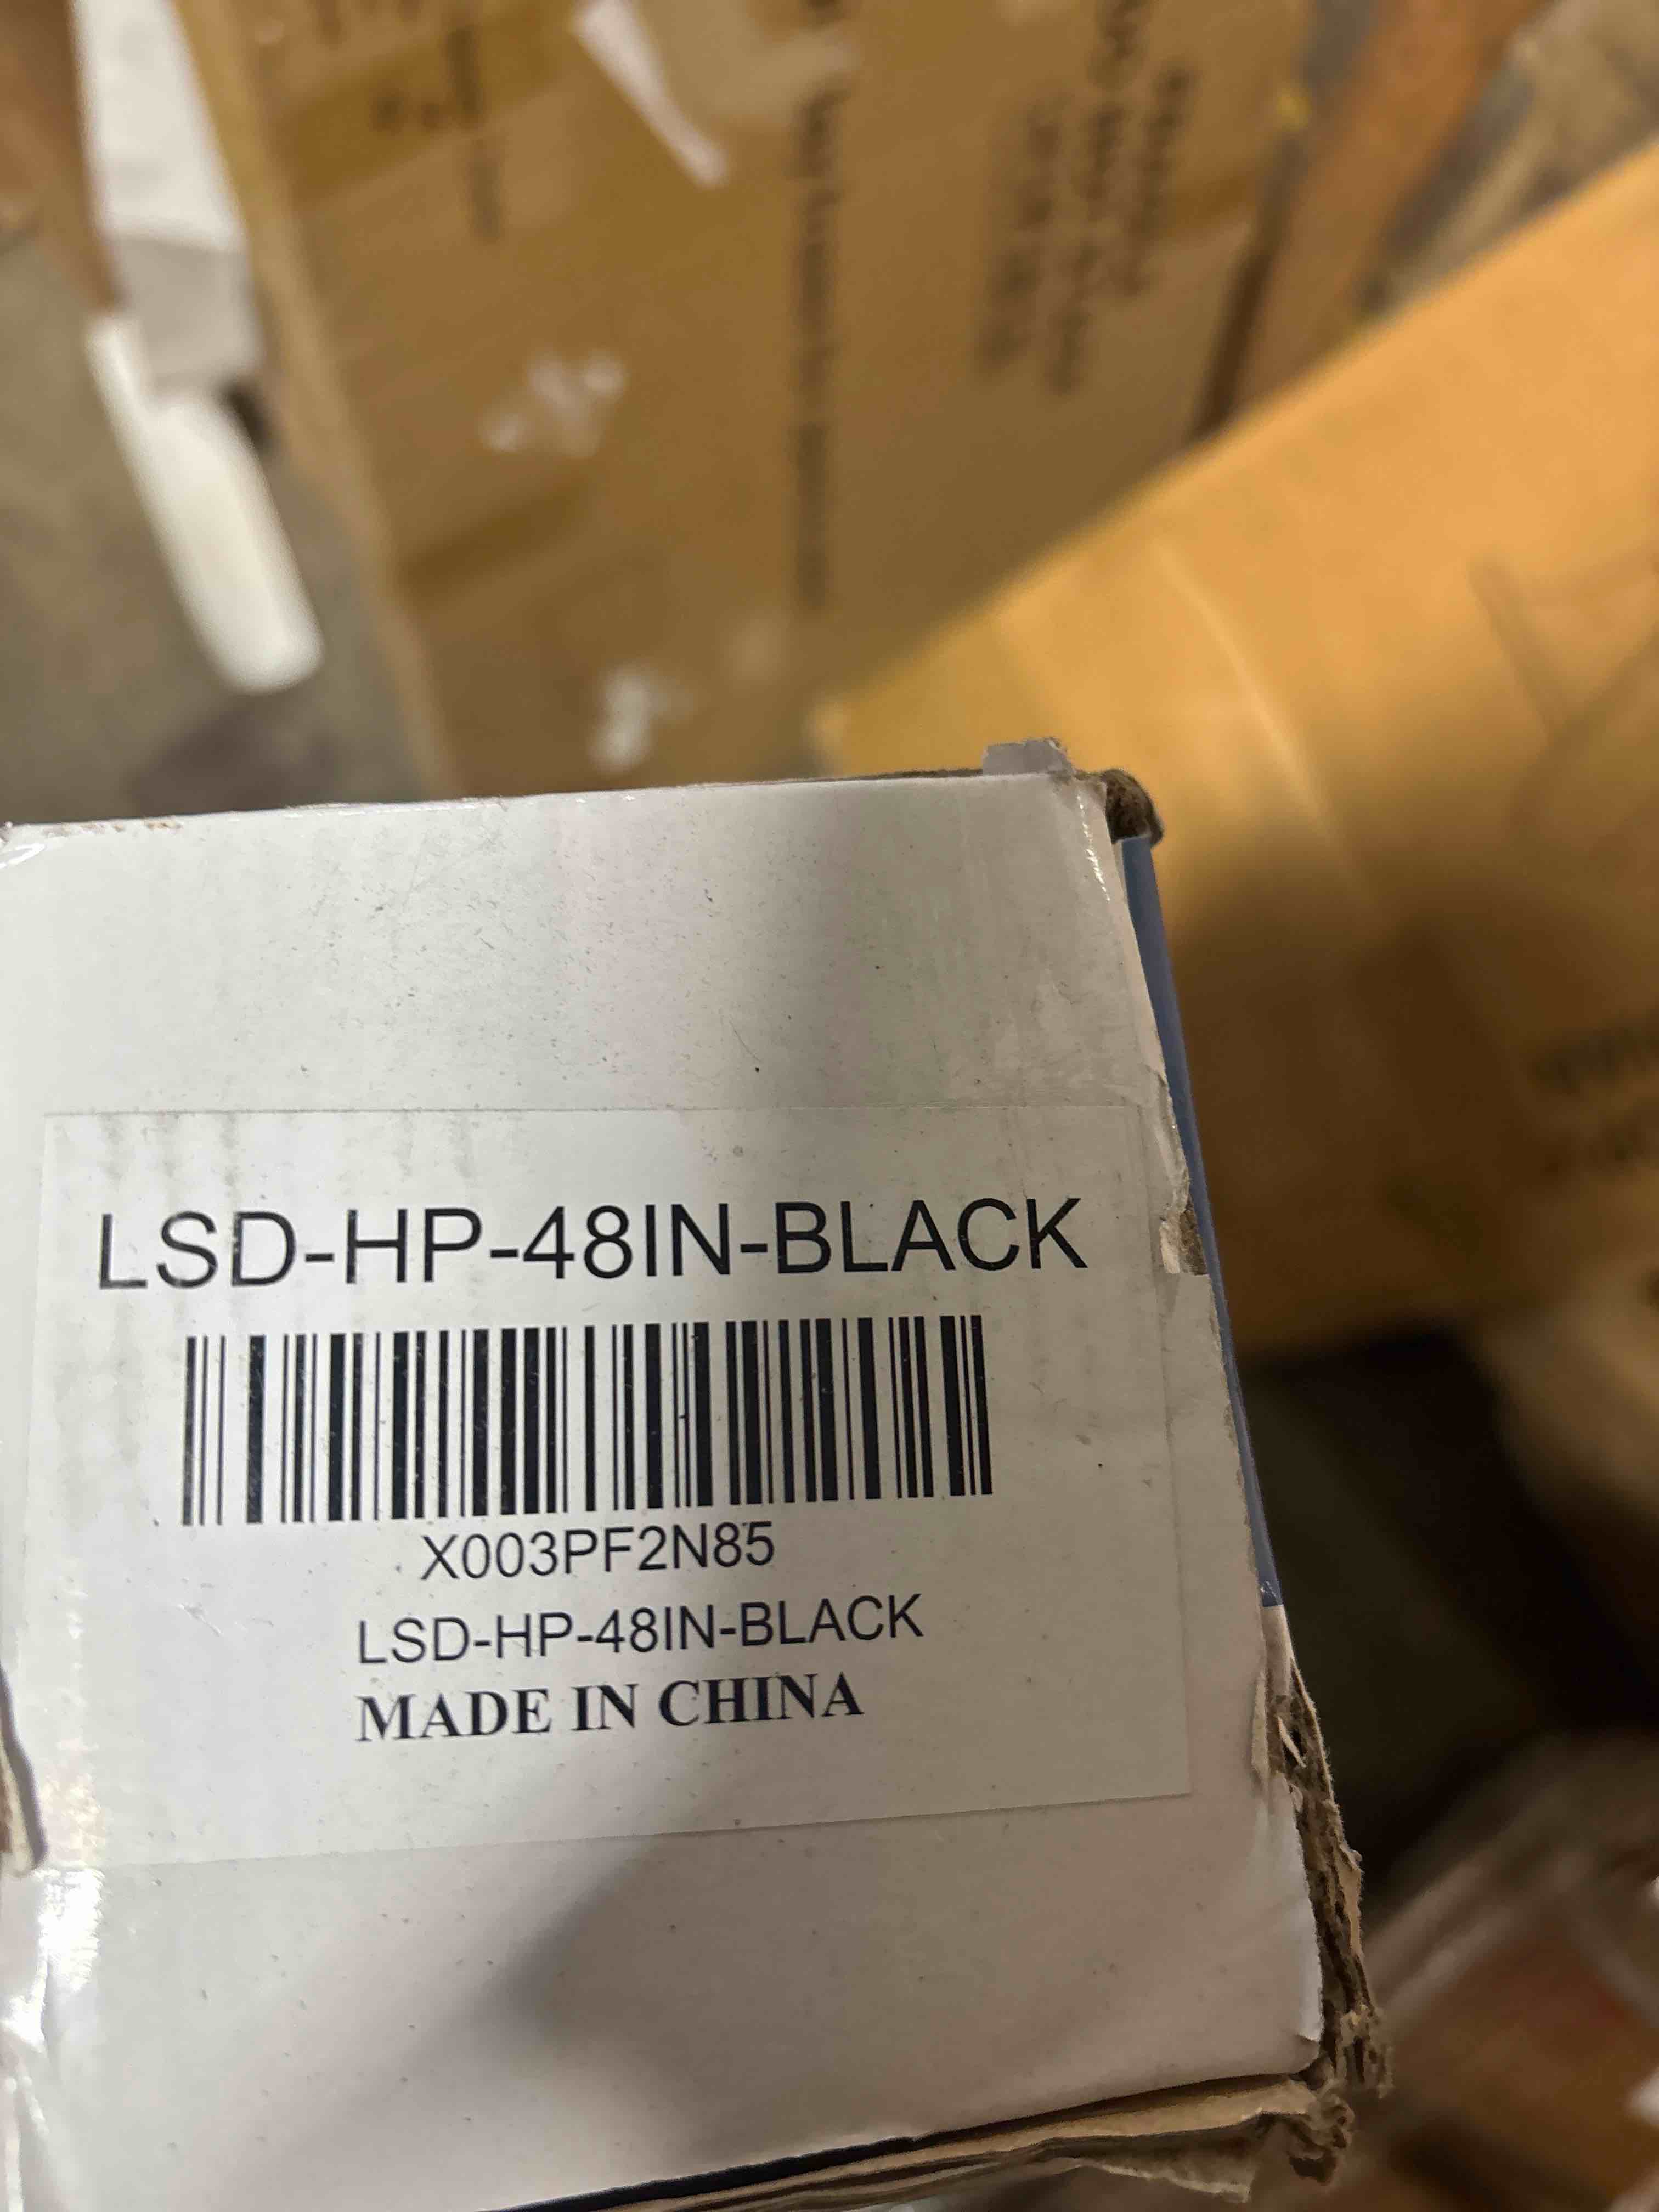 LSD-HP-48IN-BLACK
X003PF2N85
LSD-HP-48IN-BLACK
MADE IN CHINA